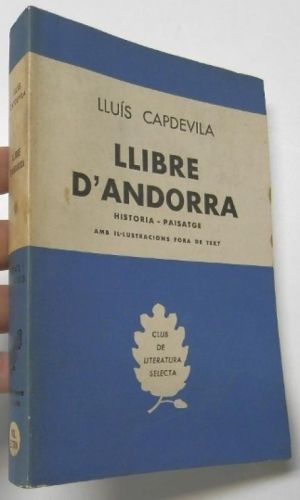 LLUÍS CAPDEVILA
LLIBRE
D'ANDORRA
HISTORIA - PAISATGE
AMB IL·LUSTRACIONS FORA DE TEXT
CLUB
DE
LITERATURA
SELECTA